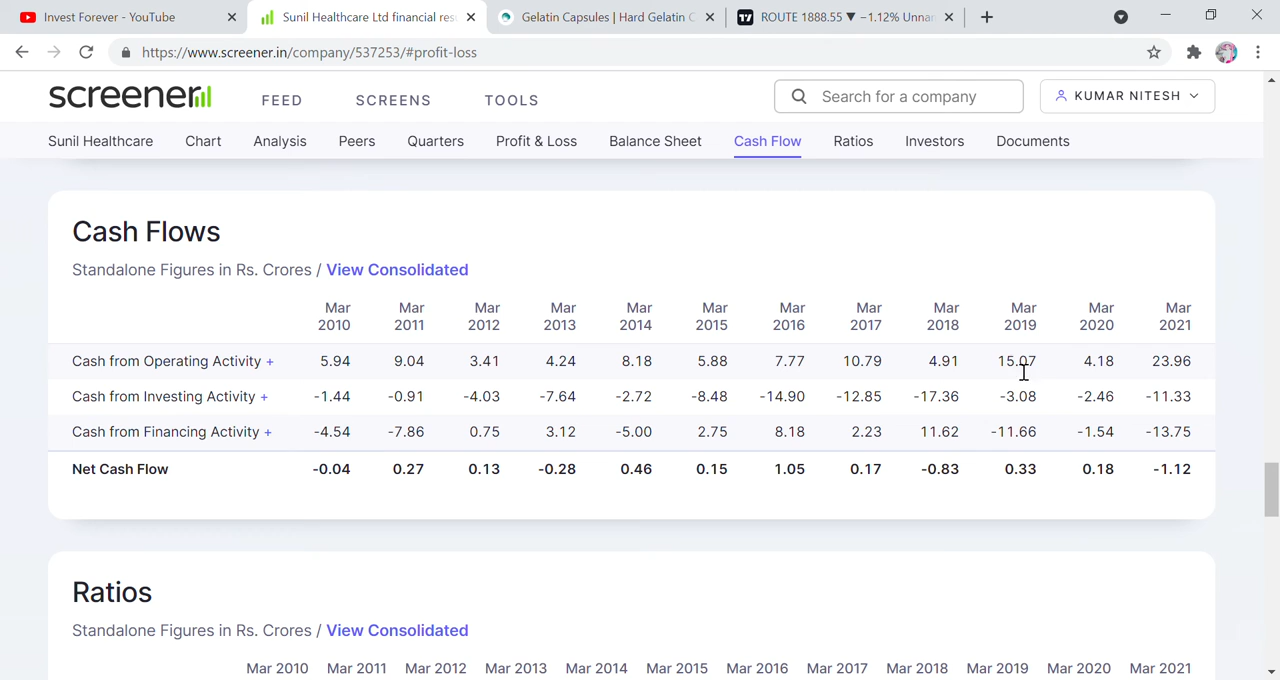 Invest Forever - YouTube
Sunil Healthcare Ltd financial res
Gelatin Capsules | Hard Gelatin C
ROUTE 1888.55 ▼ −1.12% Unnar
https://www.screener.in/company/537253/#profit-loss
screener
FEED
SCREENS
TOOLS
Search for a company
KUMAR NITESH
Sunil Healthcare Chart Analysis Peers Quarters Profit & Loss Balance Sheet Cash Flow Ratios Investors Documents
Cash Flows
Standalone Figures in Rs. Crores / View Consolidated
Mar 2010 Mar 2011 Mar 2012 Mar 2013 Mar 2014 Mar 2015 Mar 2016 Mar 2017 Mar 2018 Mar 2019 Mar 2020 Mar 2021
Cash from Operating Activity + 5.94 9.04 3.41 4.24 8.18 5.88 7.77 10.79 4.91 15.07 4.18 23.96
Cash from Investing Activity + -1.44 -0.91 -4.03 -7.64 -2.72 -8.48 -14.90 -12.85 -17.36 -3.08 -2.46 -11.33
Cash from Financing Activity + -4.54 -7.86 0.75 3.12 -5.00 2.75 8.18 2.23 11.62 -11.66 -1.54 -13.75
Net Cash Flow -0.04 0.27 0.13 -0.28 0.46 0.15 1.05 0.17 -0.83 0.33 0.18 -1.12
Ratios
Standalone Figures in Rs. Crores / View Consolidated
Mar 2010 Mar 2011 Mar 2012 Mar 2013 Mar 2014 Mar 2015 Mar 2016 Mar 2017 Mar 2018 Mar 2019 Mar 2020 Mar 2021